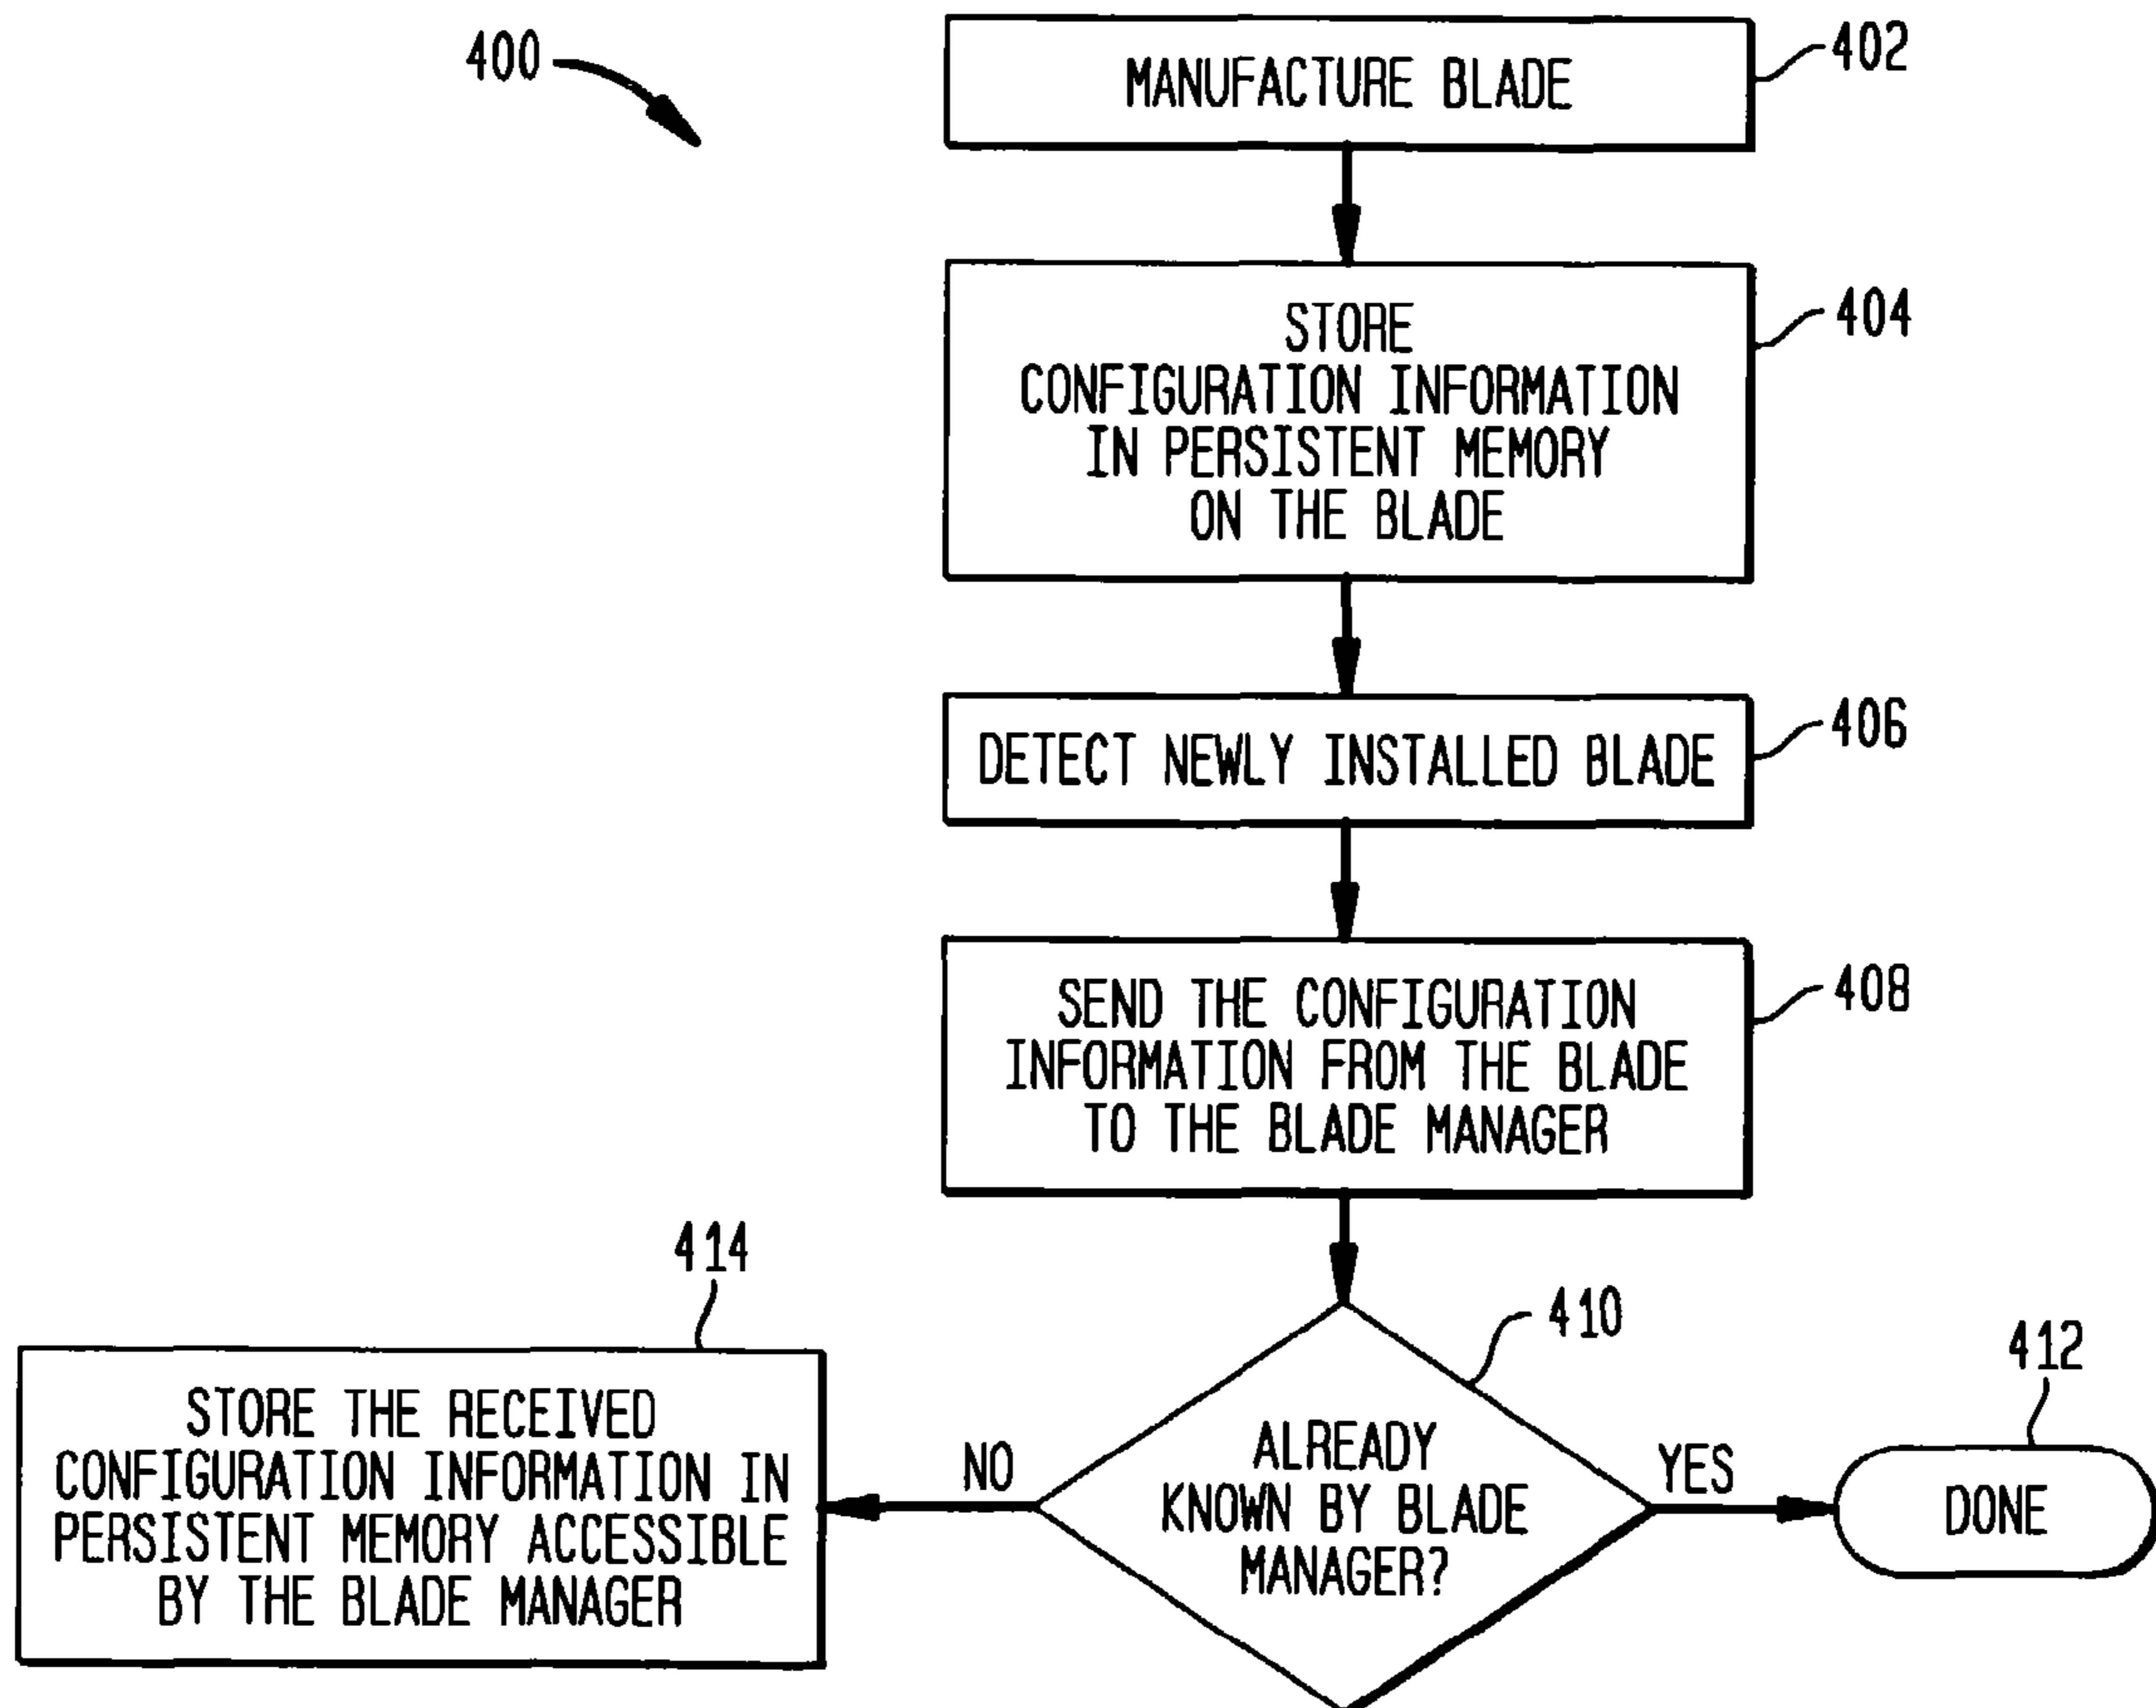 400
MANUFACTURE BLADE
402
STORE
CONFIGURATION INFORMATION
IN PERSISTENT MEMORY
ON THE BLADE
404
DETECT NEWLY INSTALLED BLADE
406
SEND THE CONFIGURATION
INFORMATION FROM THE BLADE
TO THE BLADE MANAGER
408
ALREADY
KNOWN BY BLADE
MANAGER?
410
YES
DONE
412
NO
STORE THE RECEIVED
CONFIGURATION INFORMATION IN
PERSISTENT MEMORY ACCESSIBLE
BY THE BLADE MANAGER
414